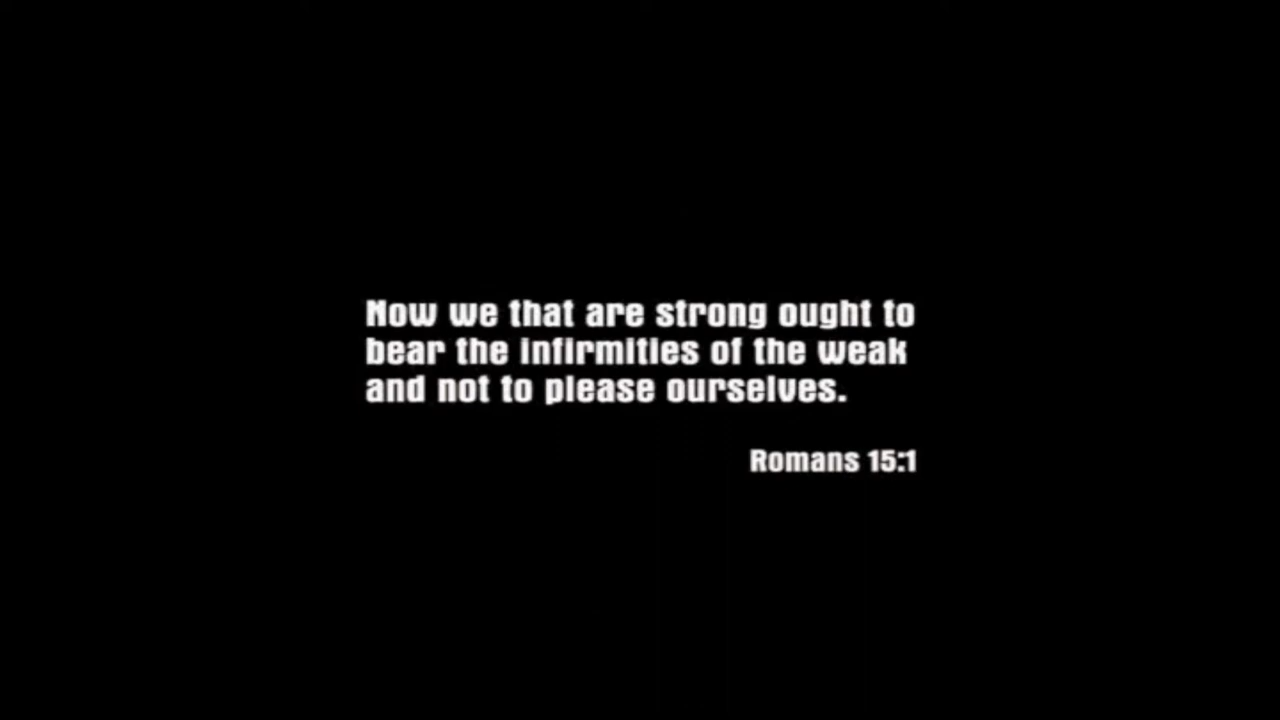 Now we that are strong ought to
bear the infirmities of the weak
and not to please ourselves.
Romans 15:1